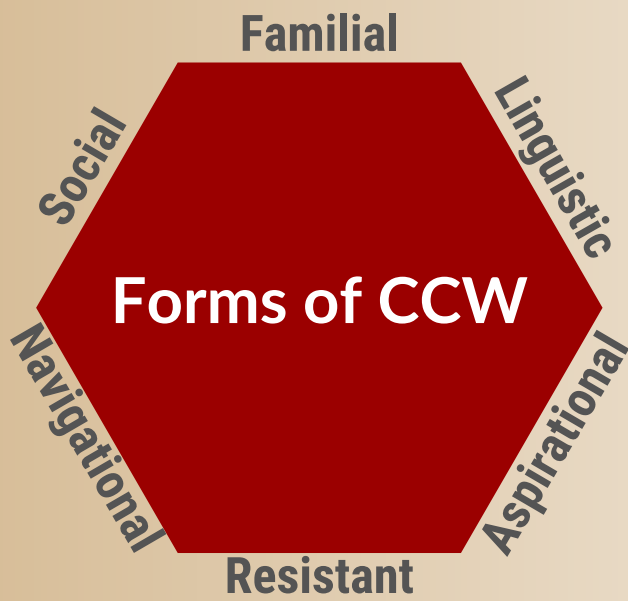 Familial
Linguistic
Social
Forms of CCW
Navigational
Aspirational
Resistant